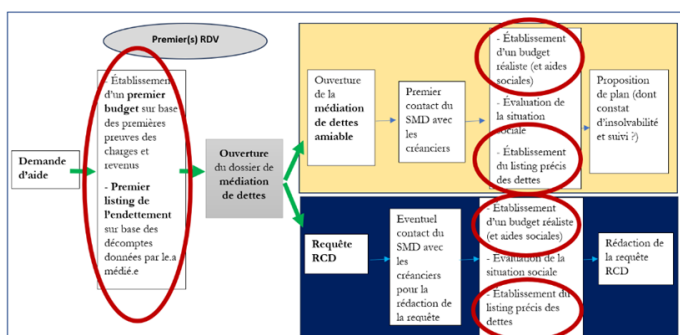 Premier(s) RDV
Demande
d'aide
- Établissement
d'un premier
budget sur base
des premières
preuves des
charges et
revenus
- Premier
listing de
l'endettement
sur base des
décomptes
données par le.a
médié.e
Ouverture
du dossier de
médiation
de dettes
Ouverture
de la
médiation
de dettes
amiable
Premier
contact du
SMD avec
les
créanciers
- Établissement
d'un budget
réaliste (et aides
sociales)
- Évaluation de
la situation
sociale
- Établissement
du listing précis
des dettes
Proposition
de plan (dont
constat
d'insolvabilité
et suivi ?)
Requête
RCD
Eventuel
contact du
SMD avec
les
créanciers
pour la
rédaction de
la requête
- Établissement
d'un budget réaliste
(et aides sociales)
- Évaluation de la
situation sociale
- Établissement du
listing précis des
dettes
Rédaction de
la requête
RCD